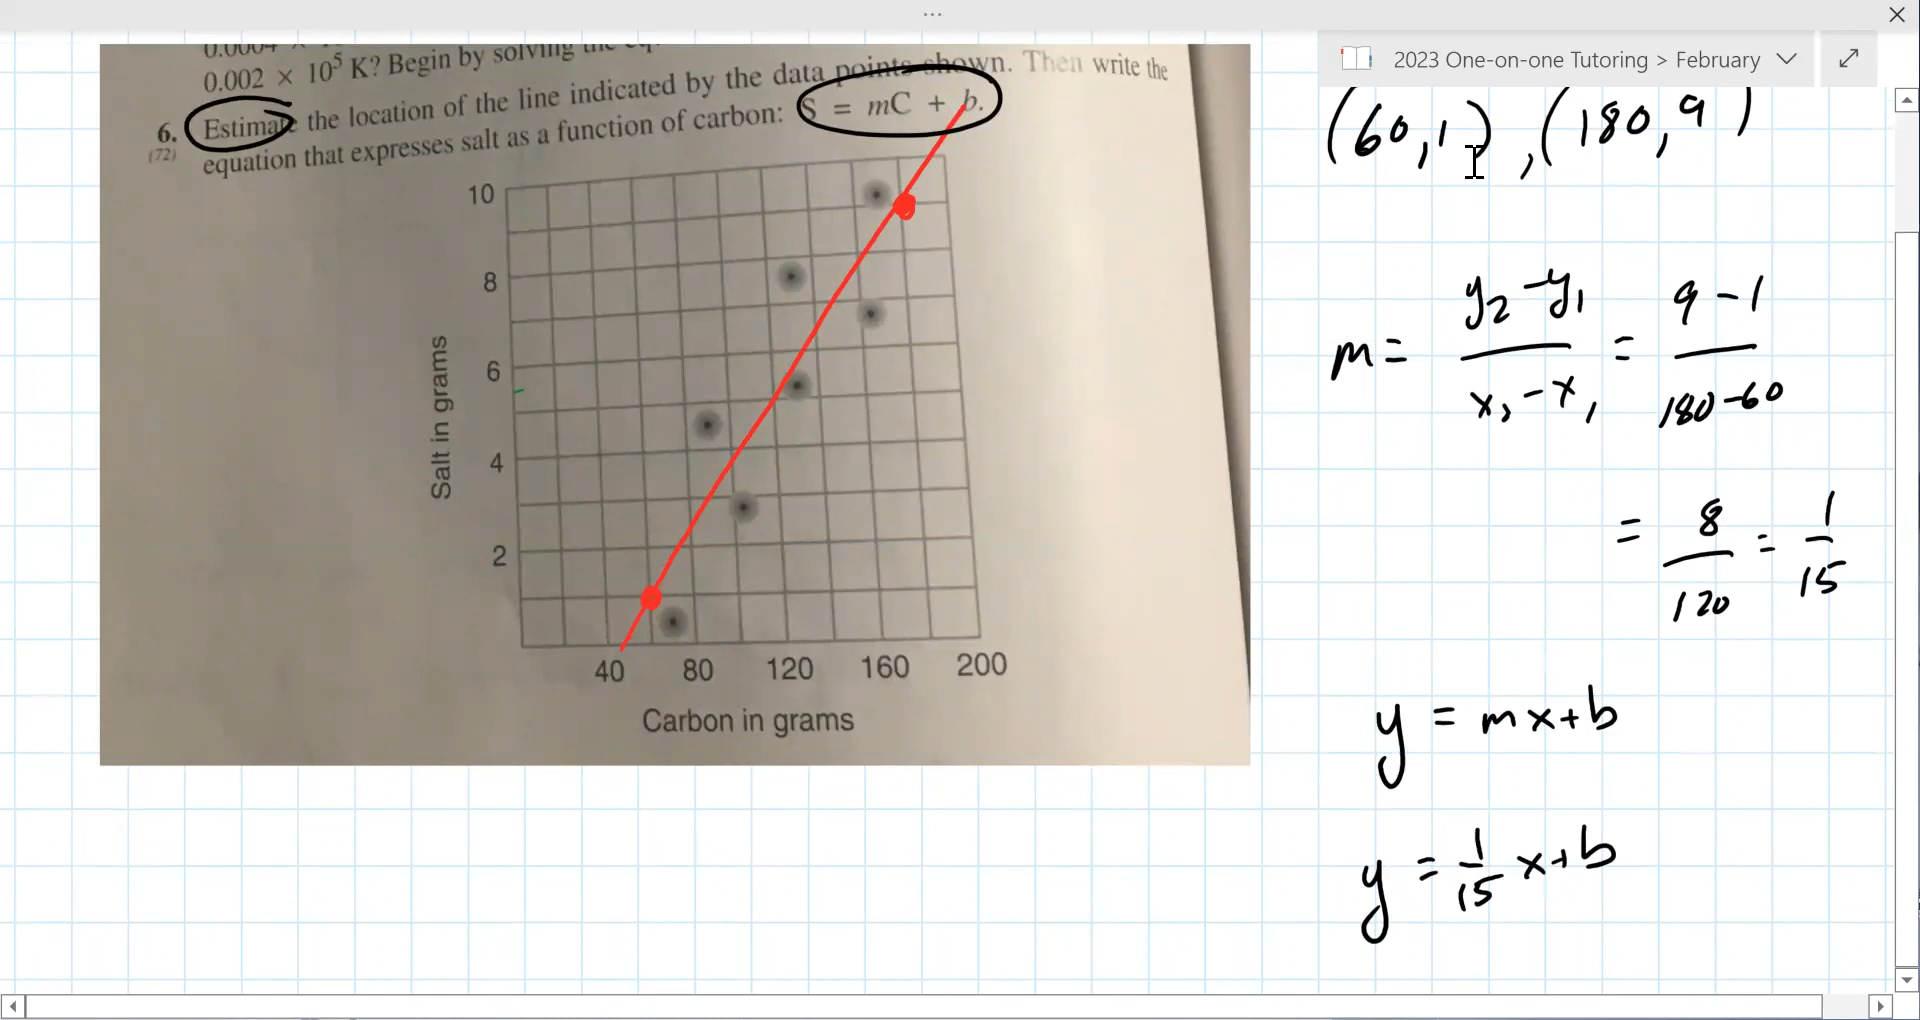 2023 One-on-one Tutoring > February
0.002 × 10⁵ K? Begin by solving the
6. Estimate the location of the line indicated by the data points shown. Then write the
(72) equation that expresses salt as a function of carbon: S = mC + b.
10
8
6
4
2
Salt in grams
40 80 120 160 200
Carbon in grams
(60,1) , (180,9)
m = y₂-y₁ / x₂-x₁ = 9-1 / 180-60
= 8/120 = 1/15
y = mx+b
y = 1/15 x+b